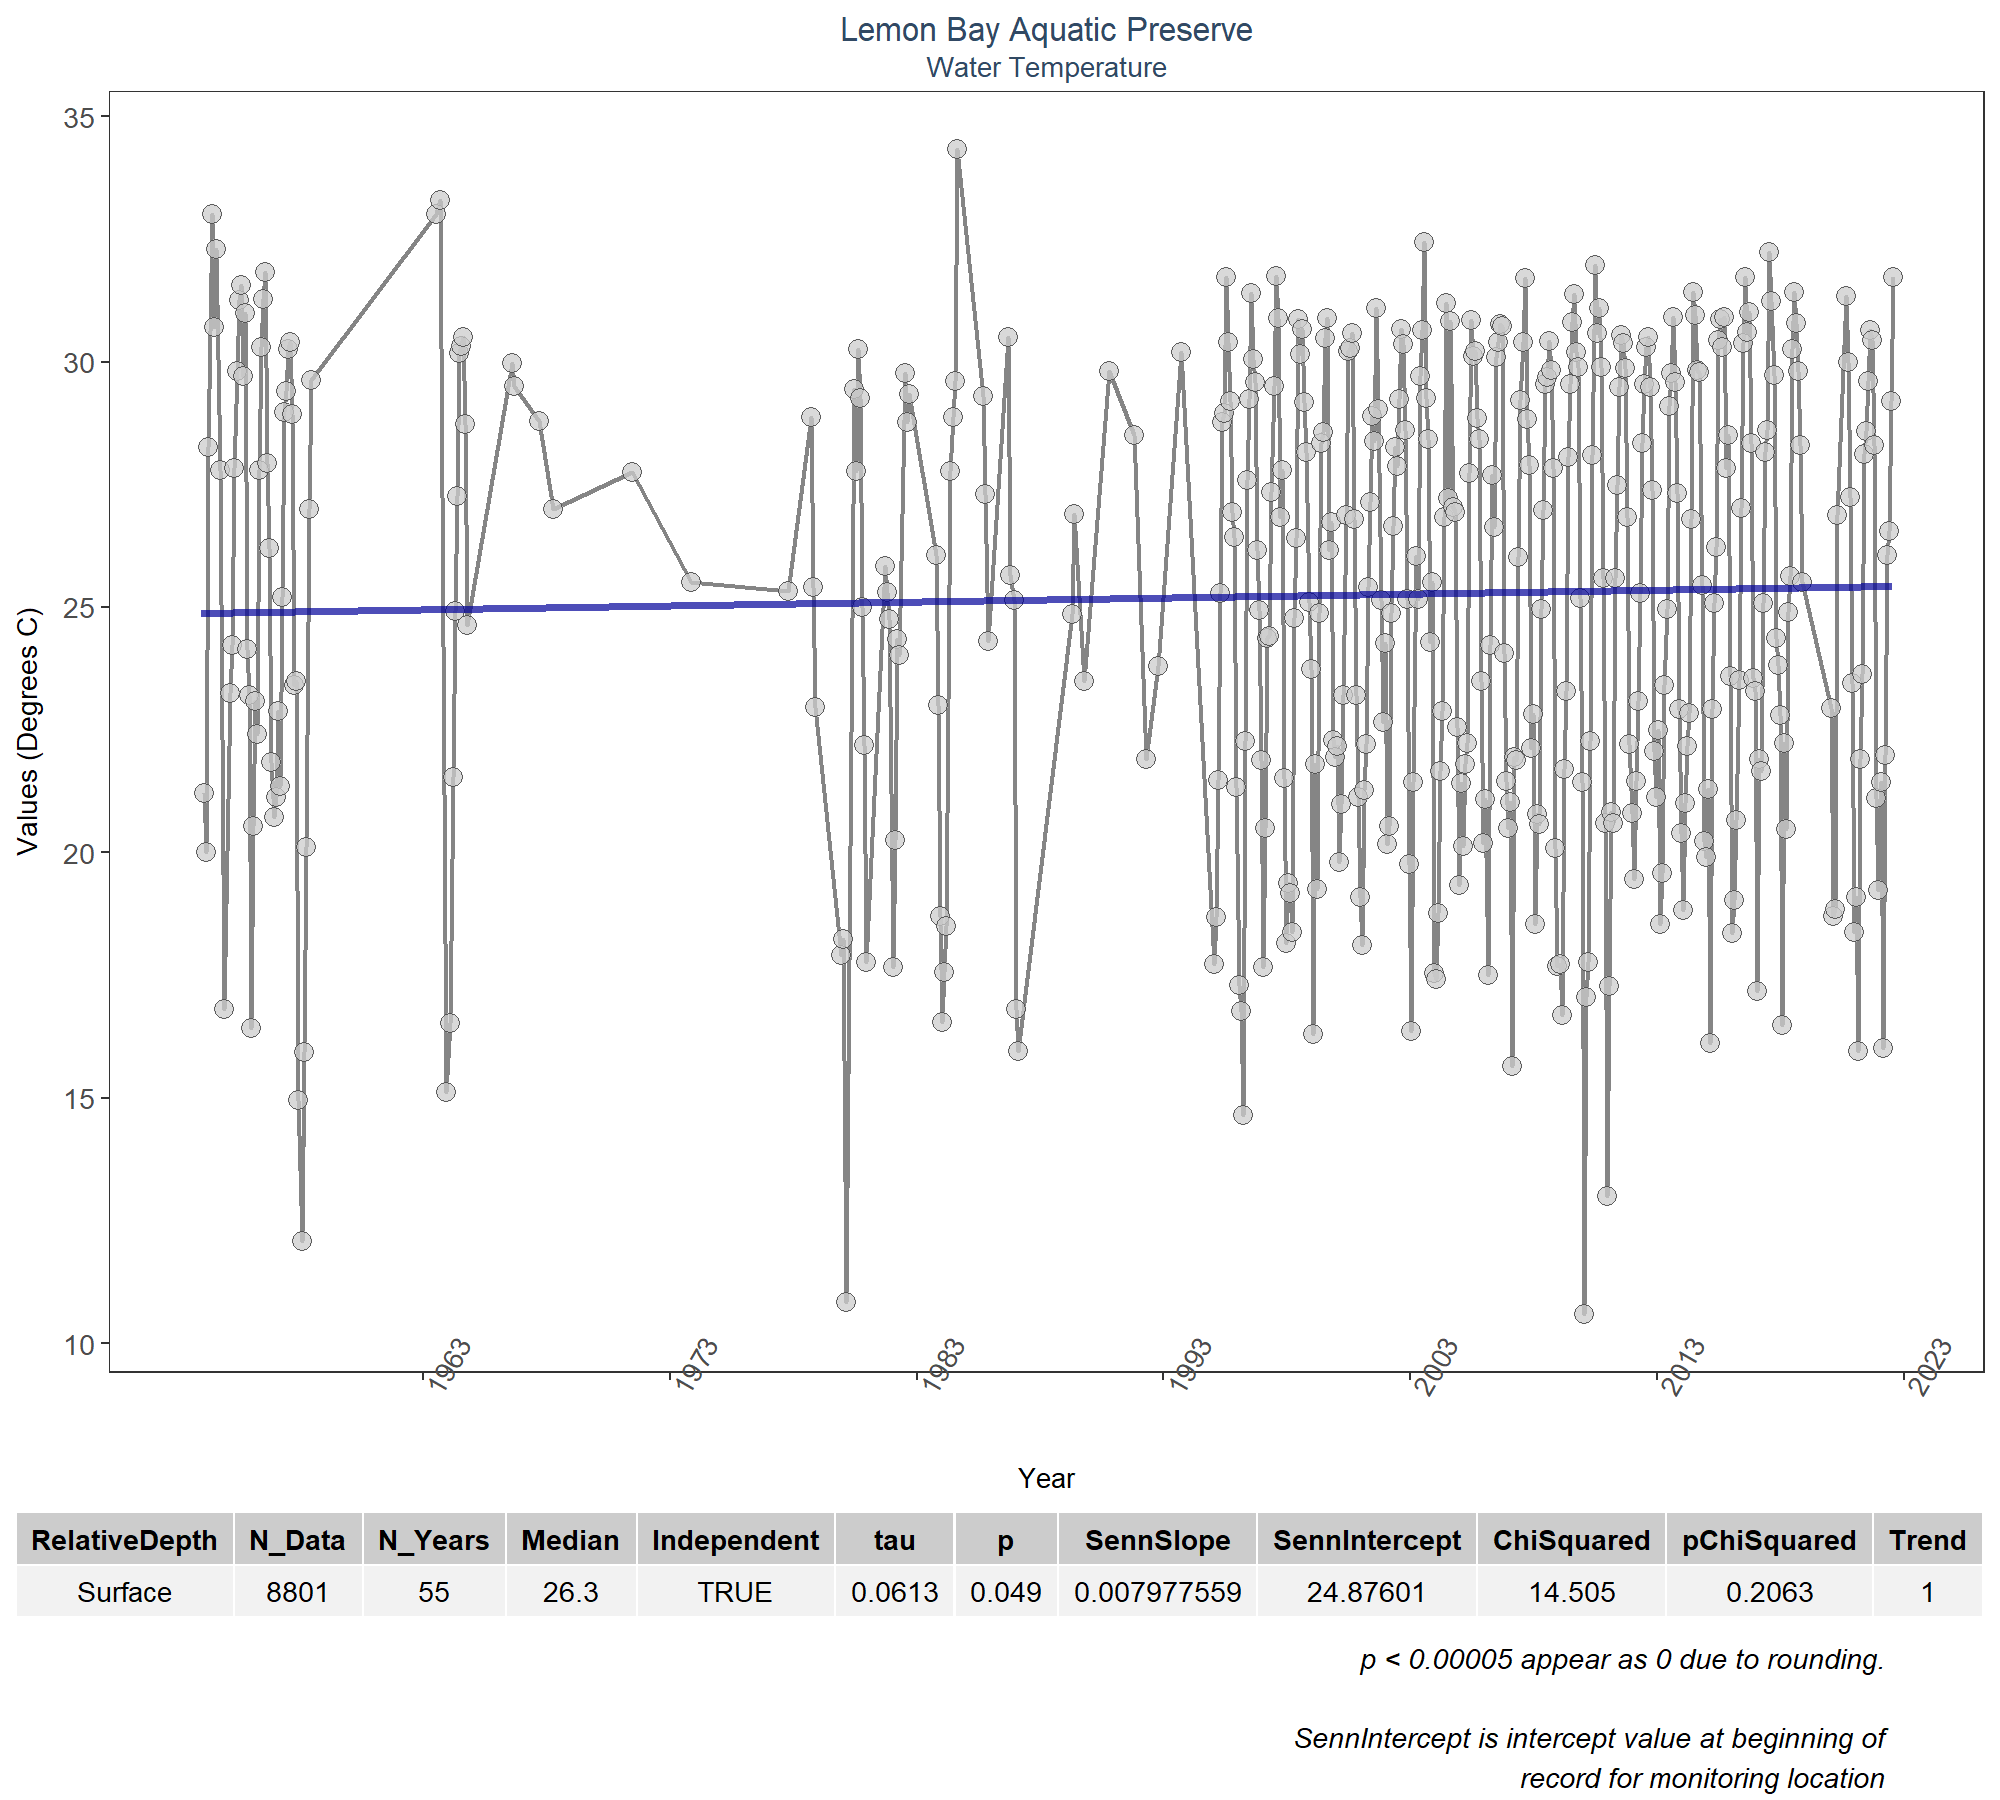 Lemon Bay Aquatic Preserve
Water Temperature
Values (Degrees C)
35
30
25
20
15
10
1963 1973 1983 1993 2003 2013 2023
Year
RelativeDepth N_Data N_Years Median Independent tau p SennSlope SennIntercept ChiSquared pChiSquared Trend
Surface 8801 55 26.3 TRUE 0.0613 0.049 0.007977559 24.87601 14.505 0.2063 1
p < 0.00005 appear as 0 due to rounding.
SennIntercept is intercept value at beginning of
record for monitoring location